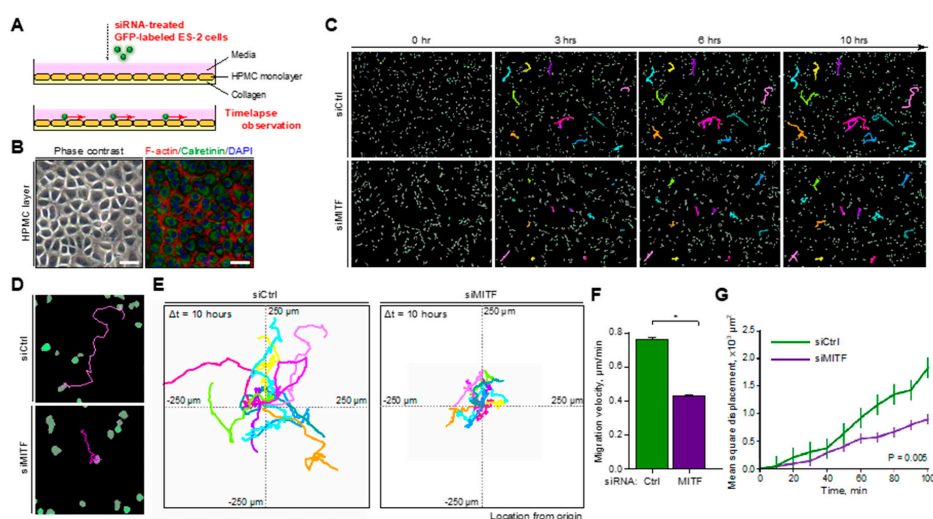 A
siRNA-treated
GFP-labeled ES-2 cells
Media
HPMC monolayer
Collagen
Timelapse
observation
B
Phase contrast
F-actin/Calretinin/DAPI
HPMC layer
C
0 hr
3 hrs
6 hrs
10 hrs
siCtrl
siMITF
D
siCtrl
siMITF
E
siCtrl
Δt = 10 hours
250 μm
-250 μm
250 μm
-250 μm
siMITF
Δt = 10 hours
250 μm
-250 μm
250 μm
-250 μm
Location from origin
F
Migration velocity, μm/min
0.8
0.6
0.4
0.2
0
*
siRNA: Ctrl MITF
G
Mean square displacement, ×10³ μm²
2.5
2.0
1.5
1.0
0.5
0
siCtrl
siMITF
P = 0.005
0 20 40 60 80 100
Time, min